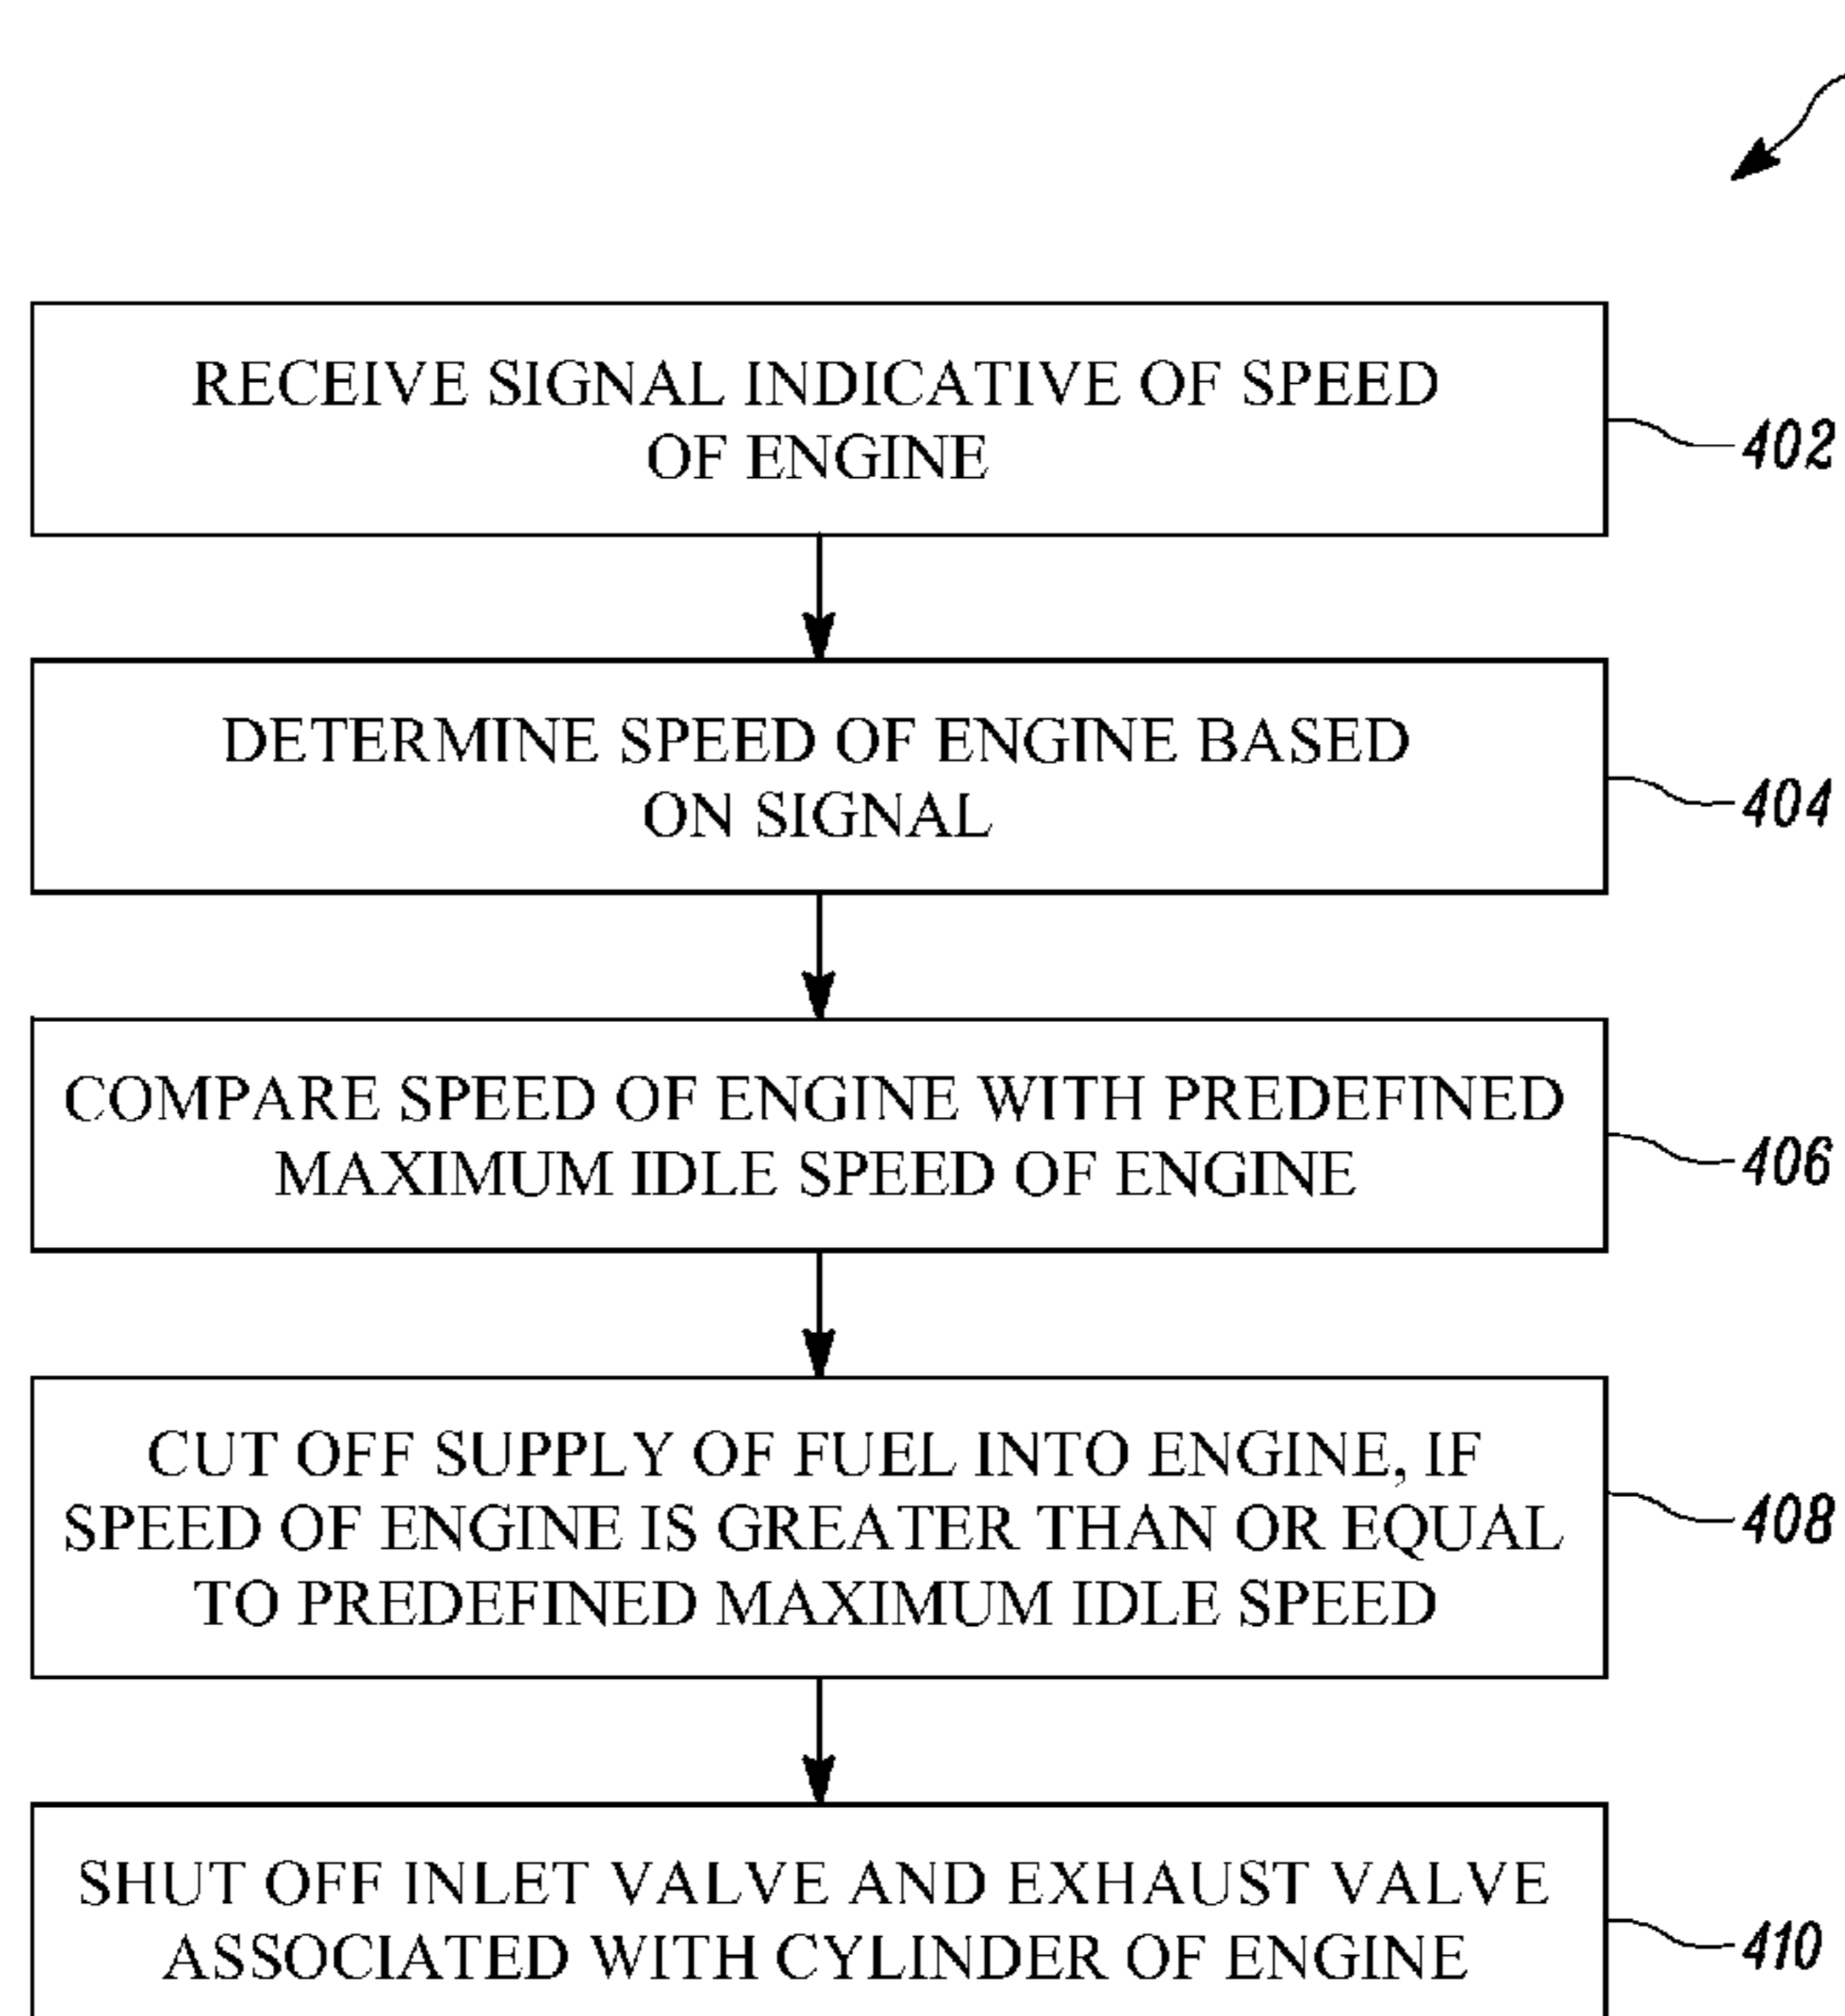 RECEIVE SIGNAL INDICATIVE OF SPEED
OF ENGINE
402
DETERMINE SPEED OF ENGINE BASED
ON SIGNAL
404
COMPARE SPEED OF ENGINE WITH PREDEFINED
MAXIMUM IDLE SPEED OF ENGINE
406
CUT OFF SUPPLY OF FUEL INTO ENGINE, IF
SPEED OF ENGINE IS GREATER THAN OR EQUAL
TO PREDEFINED MAXIMUM IDLE SPEED
408
SHUT OFF INLET VALVE AND EXHAUST VALVE
ASSOCIATED WITH CYLINDER OF ENGINE
410